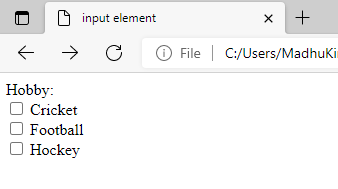 input element
File
C:/Users/MadhuKi
Hobby:
Cricket
Football
Hockey